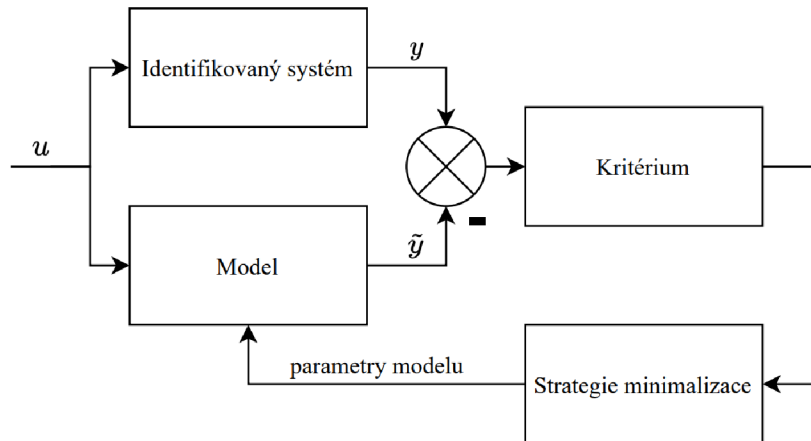 Identifikovaný systém
y
u
Kritérium
-
ỹ
Model
parametry modelu
Strategie minimalizace